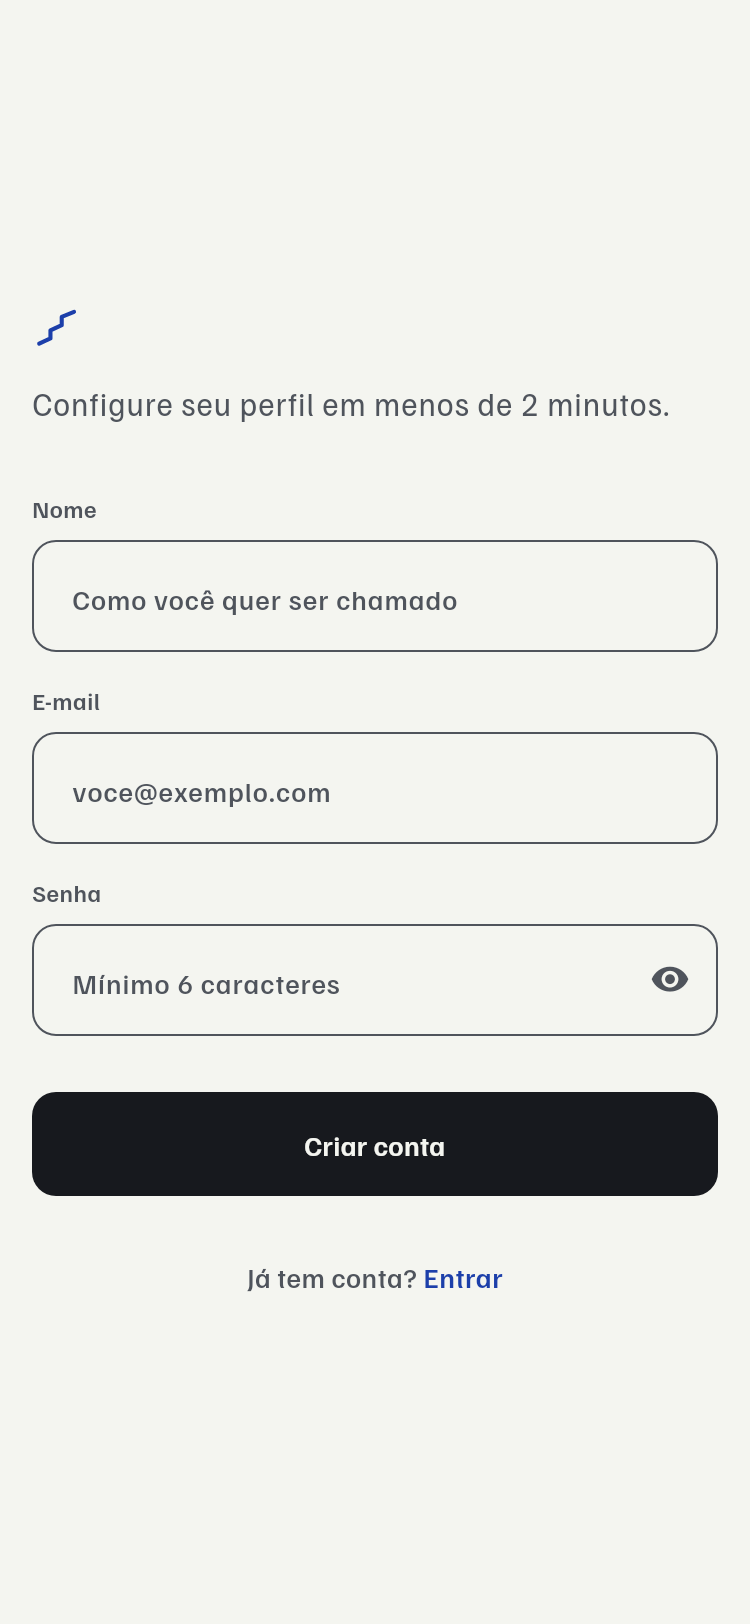 Configure seu perfil em menos de 2 minutos.
Nome
Como você quer ser chamado
E-mail
voce@exemplo.com
Senha
Mínimo 6 caracteres
Criar conta
Já tem conta? Entrar